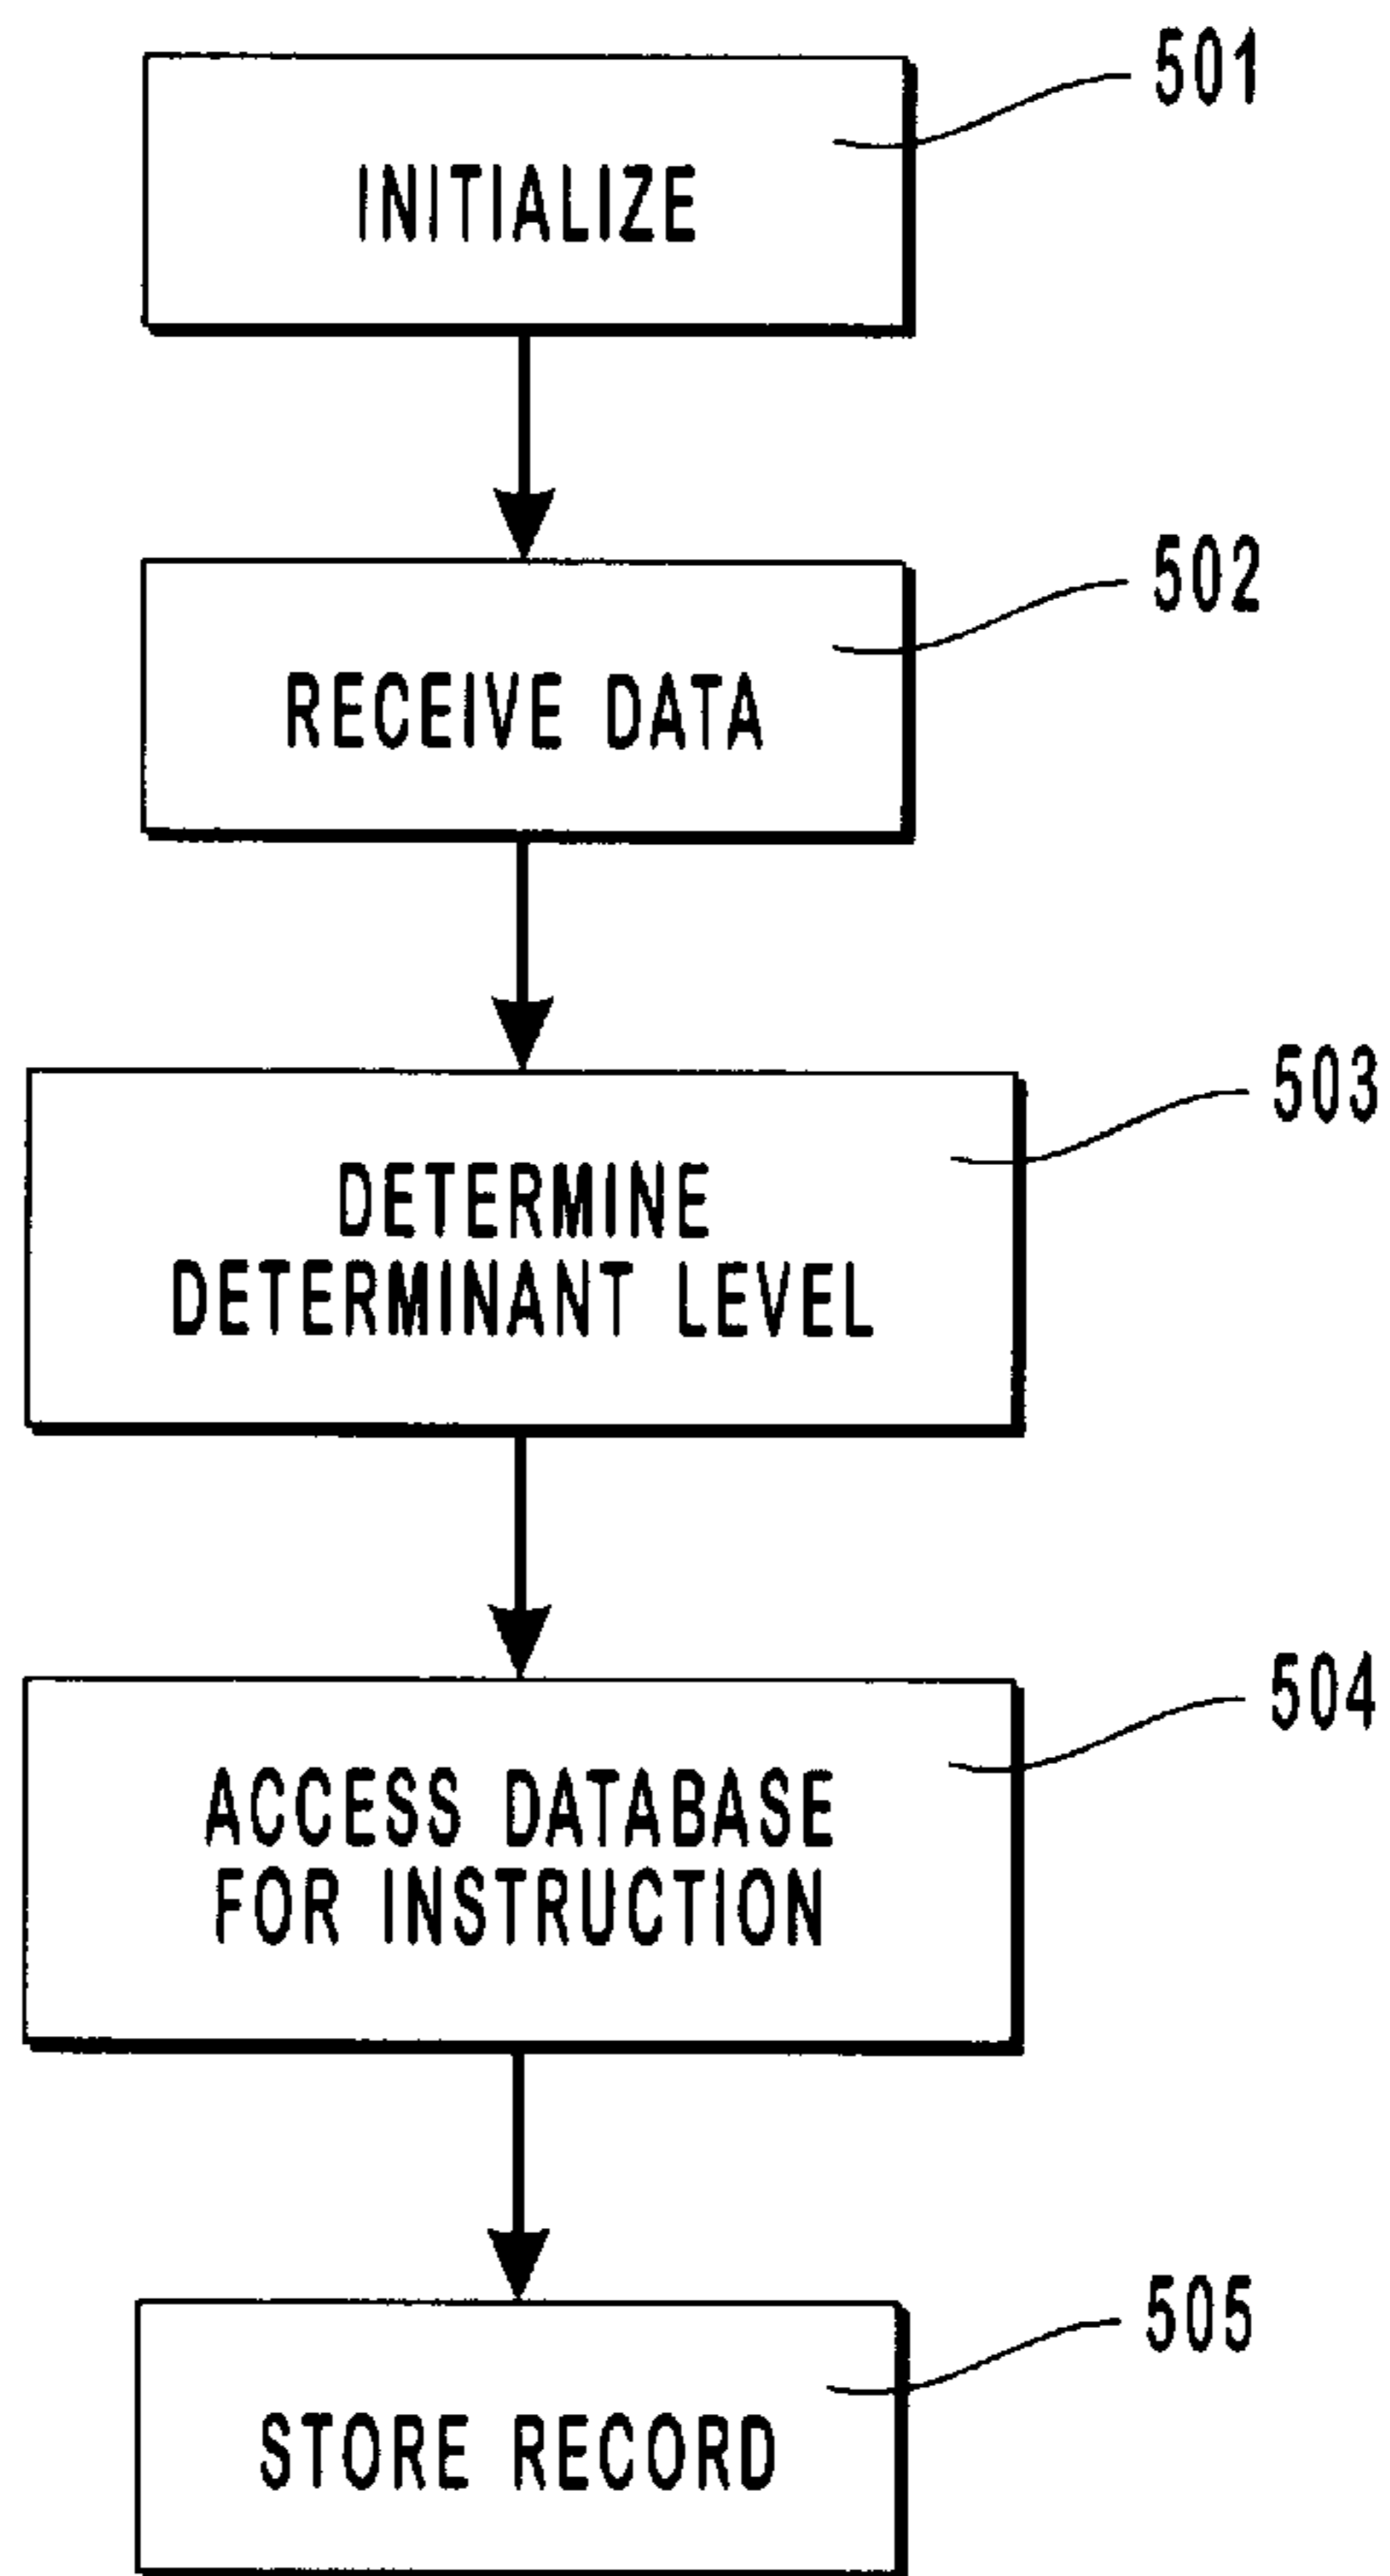 501
INITIALIZE
502
RECEIVE DATA
503
DETERMINE
DETERMINANT LEVEL
504
ACCESS DATABASE
FOR INSTRUCTION
505
STORE RECORD